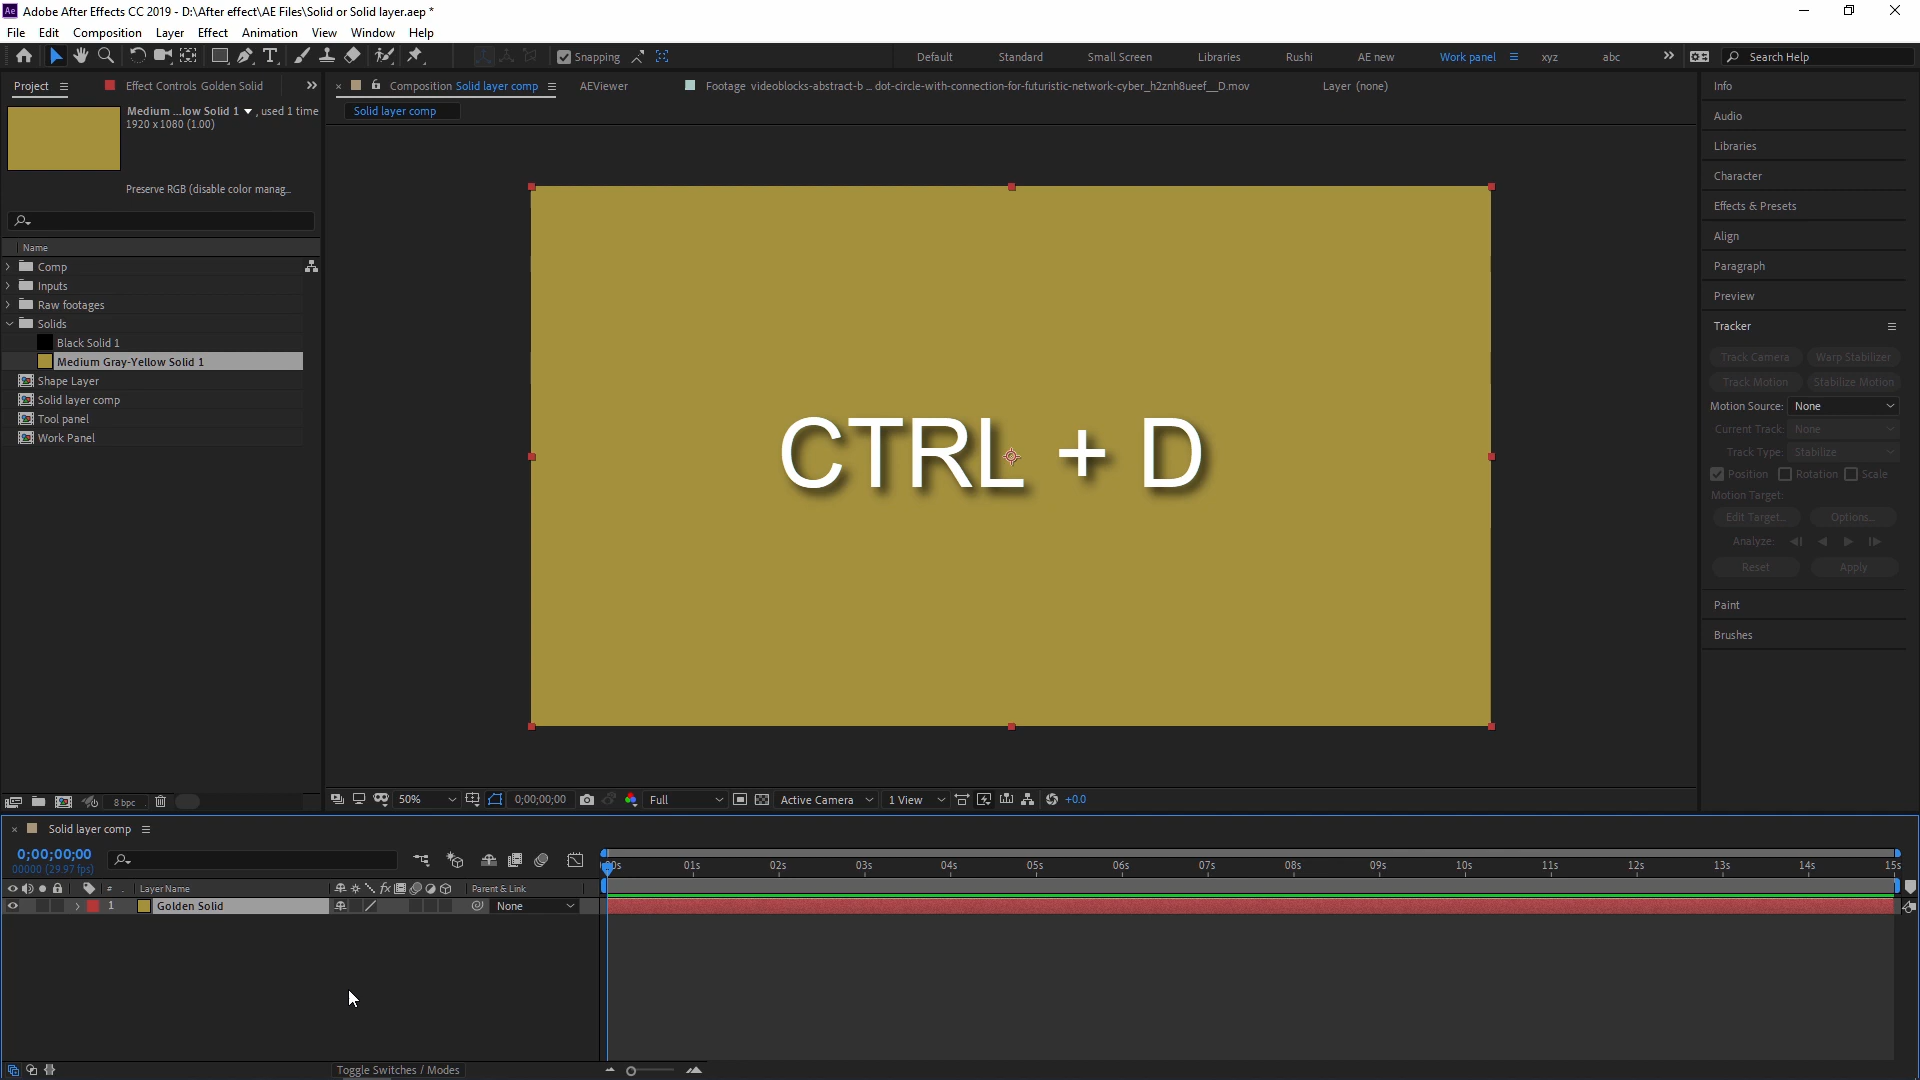 Adobe After Effects CC 2019 - D:\After effect\AE Files\Solid or Solid layer.aep *
File Edit Composition Layer Effect Animation View Window Help
Snapping Default Standard Small Screen Libraries Rushi AE new Work panel xyz abc Search Help
Project Effect Controls Golden Solid
Medium ...low Solid 1 , used 1 time
1920 x 1080 (1.00)
Preserve RGB (disable color manag...
Name
Comp
Inputs
Raw footages
Solids
Black Solid 1
Medium Gray-Yellow Solid 1
Shape Layer
Solid layer comp
Tool panel
Work Panel
8 bpc
Composition Solid layer comp AEViewer Footage videoblocks-abstract-b ... dot-circle-with-connection-for-futuristic-network-cyber_h2znh8ueef__D.mov Layer (none)
Solid layer comp
CTRL + D
50% 0;00;00;00 Full Active Camera 1 View +0.0
Info
Audio
Libraries
Character
Effects & Presets
Align
Paragraph
Preview
Tracker
Track Camera Warp Stabilizer
Track Motion Stabilize Motion
Motion Source: None
Current Track: None
Track Type: Stabilize
Position Rotation Scale
Motion Target:
Edit Target... Options...
Analyze:
Reset Apply
Paint
Brushes
Solid layer comp
0;00;00;00
00000 (29.97 fps)
# Layer Name fx Parent & Link
1 Golden Solid None
:00s 01s 02s 03s 04s 05s 06s 07s 08s 09s 10s 11s 12s 13s 14s 15s
Toggle Switches / Modes